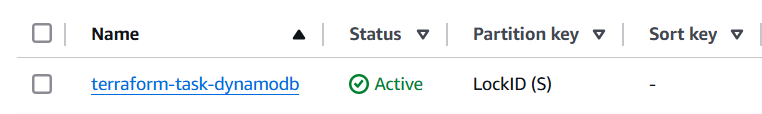 Name Status Partition key Sort key
terraform-task-dynamodb Active LockID (S) -